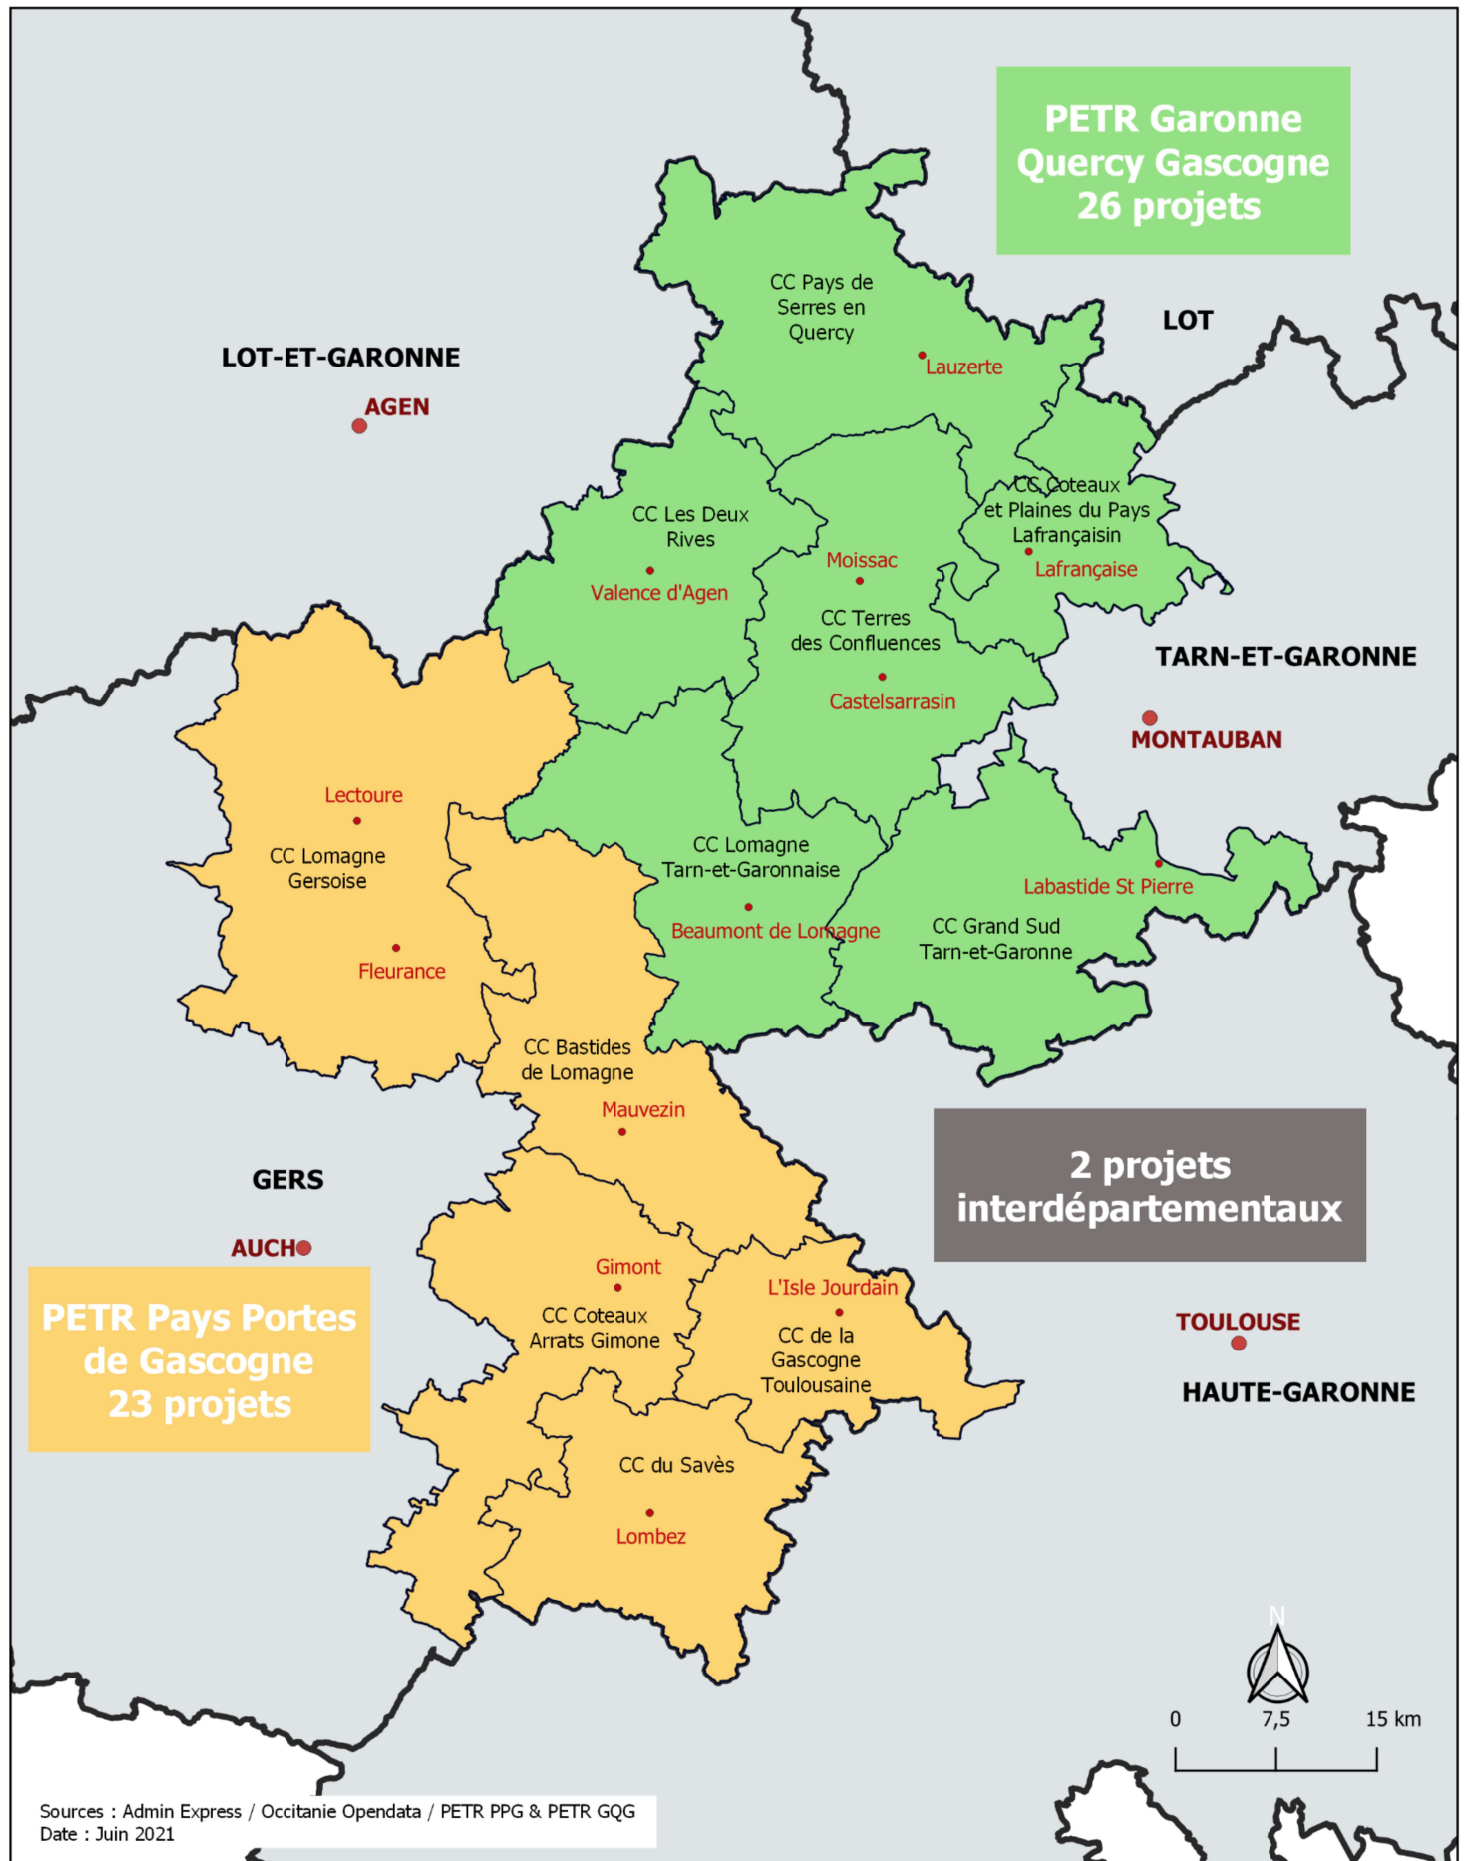 PETR Garonne
Quercy Gascogne
26 projets
CC Pays de
Serres en
Quercy
LOT
LOT-ET-GARONNE
Lauzerte
AGEN
CC Coteaux
et Plaines du Pays
Lafrançaisin
CC Les Deux
Rives
Moissac
Lafrançaise
Valence d'Agen
CC Terres
des Confluences
TARN-ET-GARONNE
Castelsarrasin
MONTAUBAN
Lectoure
CC Lomagne
Gersoise
CC Lomagne
Tarn-et-Garonnaise
Labastide St Pierre
Beaumont de Lomagne
CC Grand Sud
Tarn-et-Garonne
Fleurance
CC Bastides
de Lomagne
Mauvezin
2 projets
interdépartementaux
GERS
AUCH
Gimont
L'Isle Jourdain
PETR Pays Portes
de Gascogne
23 projets
CC Coteaux
Arrats Gimone
CC de la
Gascogne
Toulousaine
TOULOUSE
HAUTE-GARONNE
CC du Savès
Lombez
N
0 7,5 15 km
Sources : Admin Express / Occitanie Opendata / PETR PPG & PETR GQG
Date : Juin 2021